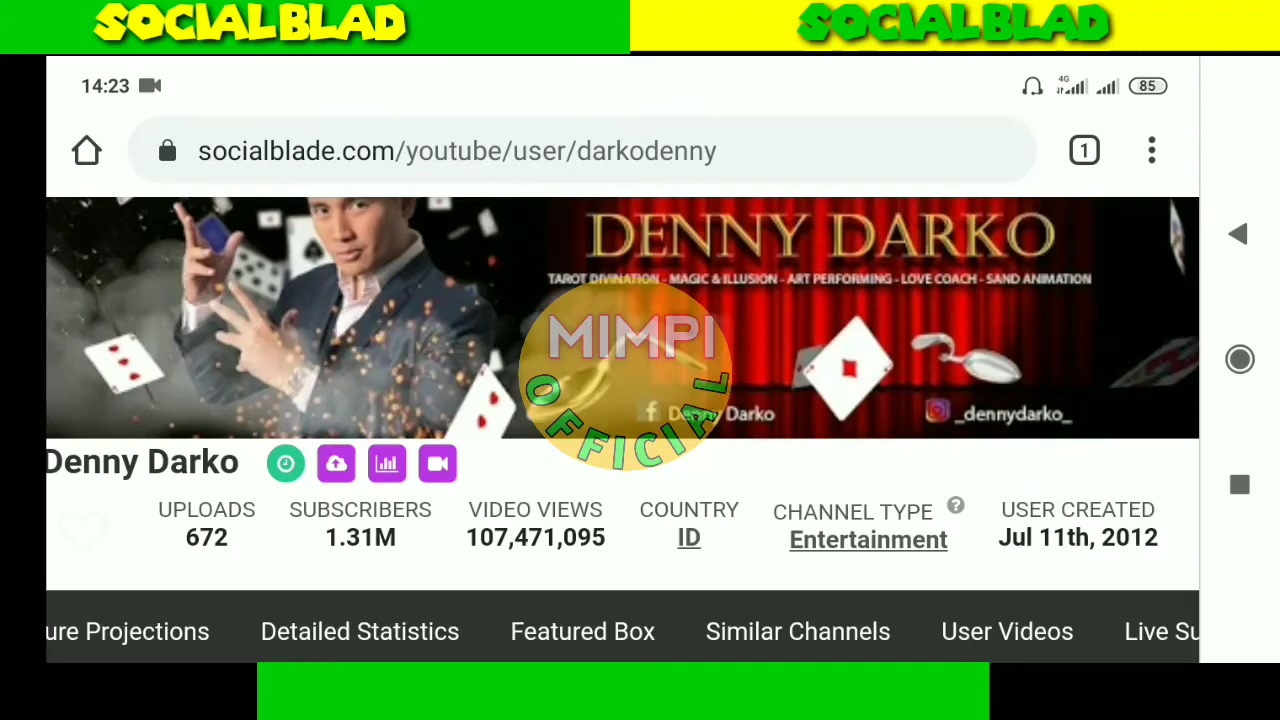 SOCIALBLAD
SOCIALBLAD
14:23
4G
85
socialblade.com/youtube/user/darkodenny
1
DENNY DARKO
TAROT DIVINATION - MAGIC & ILLUSION - ART PERFORMING - LOVE COACH - SAND ANIMATION
MIMPI
OFFICIAL
Denny Darko
_dennydarko_
Denny Darko
UPLOADS
672
SUBSCRIBERS
1.31M
VIDEO VIEWS
107,471,095
COUNTRY
ID
CHANNEL TYPE ?
Entertainment
USER CREATED
Jul 11th, 2012
ure Projections Detailed Statistics Featured Box Similar Channels User Videos Live Su